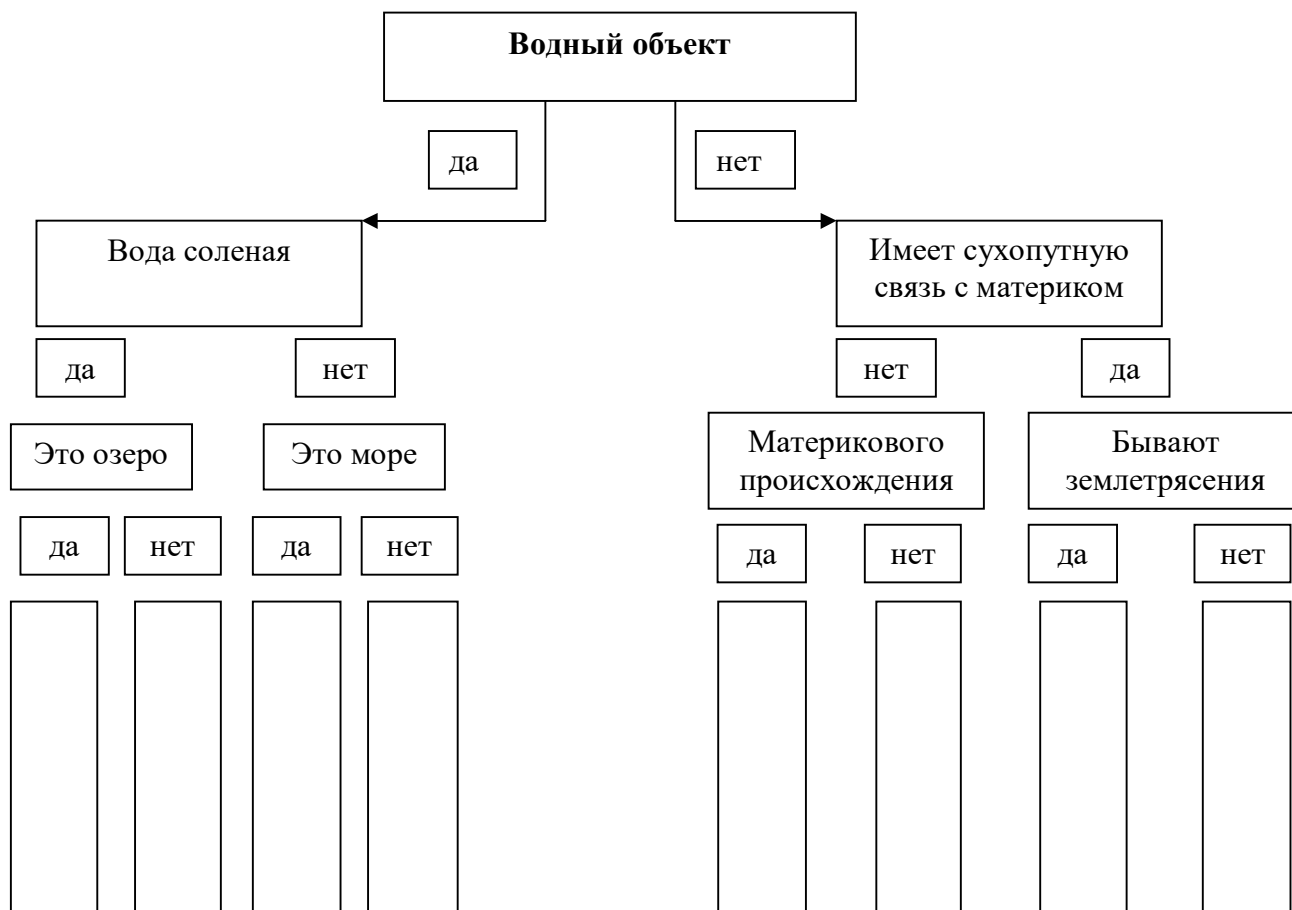 Водный объект
да
нет
Вода соленая
Имеет сухопутную
связь с материком
да
нет
нет
да
Это озеро
Это море
Материкового
происхождения
Бывают
землетрясения
да
нет
да
нет
да
нет
да
нет